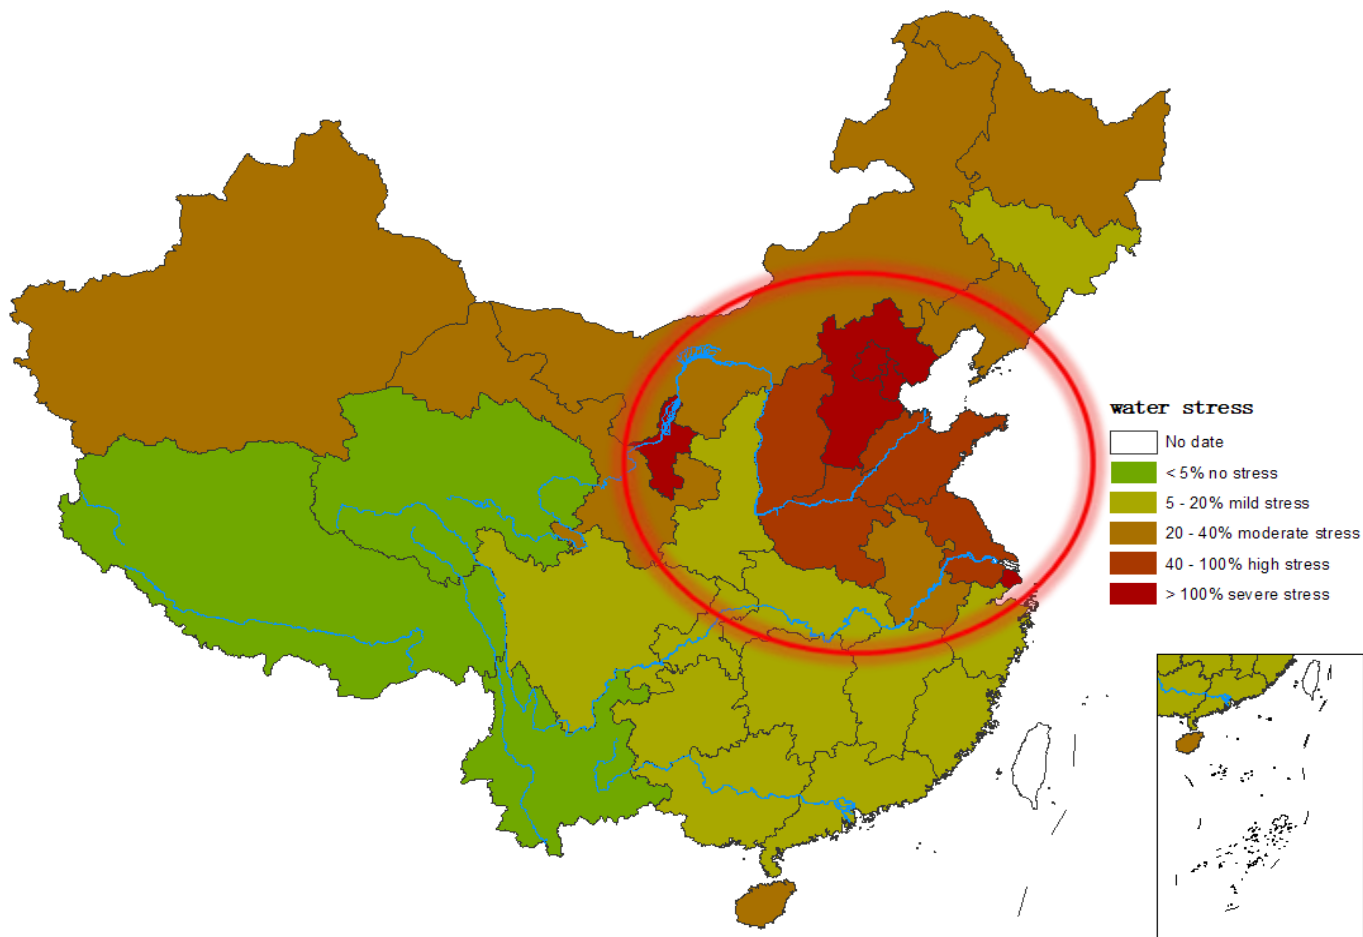 water stress
No date
< 5% no stress
5 - 20% mild stress
20 - 40% moderate stress
40 - 100% high stress
> 100% severe stress